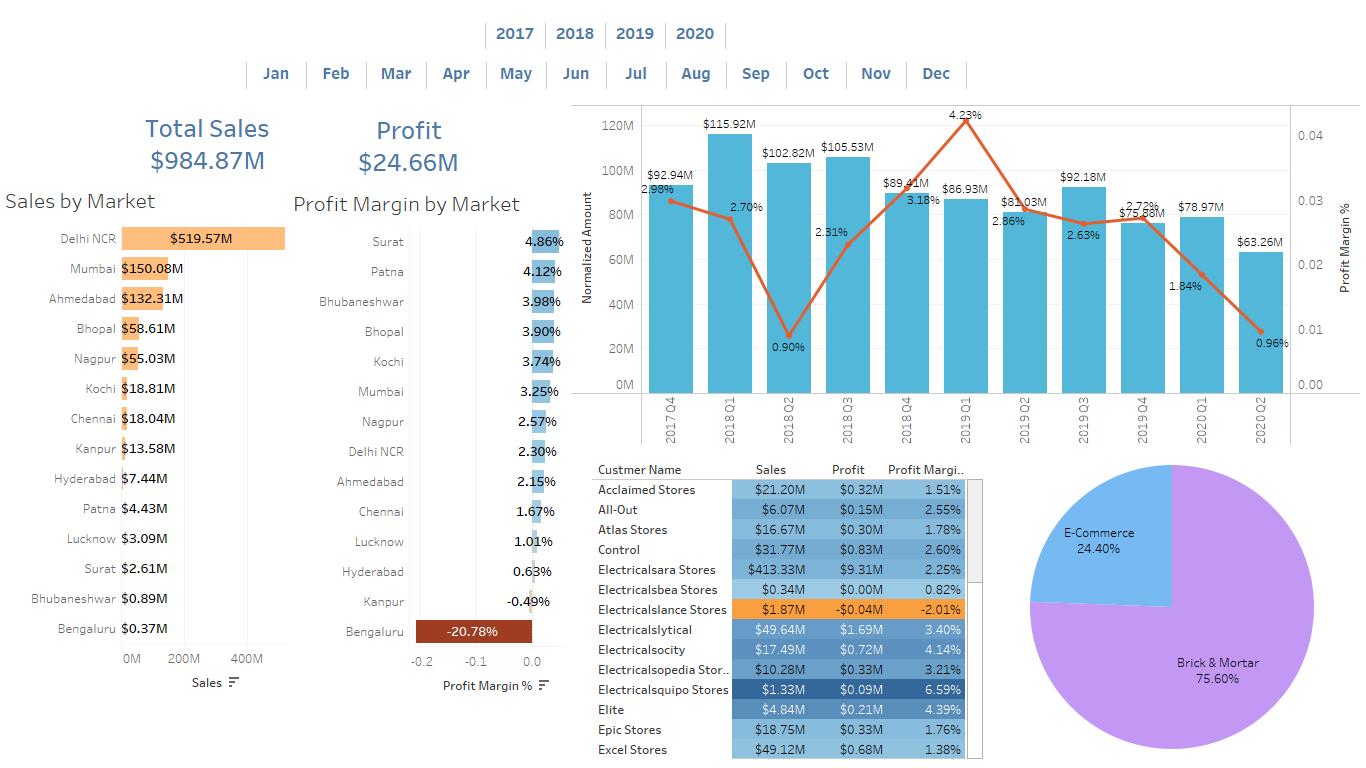 2017 2018 2019 2020
Jan Feb Mar Apr May Jun Jul Aug Sep Oct Nov Dec
Total Sales
$984.87M
Profit
$24.66M
Sales by Market
Delhi NCR $519.57M
Mumbai $150.08M
Ahmedabad $132.31M
Bhopal $58.61M
Nagpur $55.03M
Kochi $18.81M
Chennai $18.04M
Kanpur $13.58M
Hyderabad $7.44M
Patna $4.43M
Lucknow $3.09M
Surat $2.61M
Bhubaneshwar $0.89M
Bengaluru $0.37M
0M 200M 400M
Sales
Profit Margin by Market
Surat 4.86%
Patna 4.12%
Bhubaneshwar 3.98%
Bhopal 3.90%
Kochi 3.74%
Mumbai 3.25%
Nagpur 2.57%
Delhi NCR 2.30%
Ahmedabad 2.15%
Chennai 1.67%
Lucknow 1.01%
Hyderabad 0.63%
Kanpur -0.49%
Bengaluru -20.78%
-0.2 -0.1 0.0
Profit Margin %
Normalized Amount
120M
100M
80M
60M
40M
20M
0M
$92.94M $115.92M $102.82M $105.53M $89.41M $86.93M $81.03M $92.18M $75.88M $78.97M $63.26M
2.98% 2.70% 0.90% 2.31% 3.18% 4.23% 2.86% 2.63% 2.72% 1.84% 0.96%
0.04
0.03
0.02
0.01
0.00
Profit Margin %
2017 Q4 2018 Q1 2018 Q2 2018 Q3 2018 Q4 2019 Q1 2019 Q2 2019 Q3 2019 Q4 2020 Q1 2020 Q2
Custmer Name Sales Profit Profit Margi..
Acclaimed Stores $21.20M $0.32M 1.51%
All-Out $6.07M $0.15M 2.55%
Atlas Stores $16.67M $0.30M 1.78%
Control $31.77M $0.83M 2.60%
Electricalsara Stores $413.33M $9.31M 2.25%
Electricalsbea Stores $0.34M $0.00M 0.82%
Electricalslance Stores $1.87M -$0.04M -2.01%
Electricalslytical $49.64M $1.69M 3.40%
Electricalsocity $17.49M $0.72M 4.14%
Electricalsopedia Stor.. $10.28M $0.33M 3.21%
Electricalsquipo Stores $1.33M $0.09M 6.59%
Elite $4.84M $0.21M 4.39%
Epic Stores $18.75M $0.33M 1.76%
Excel Stores $49.12M $0.68M 1.38%
E-Commerce
24.40%
Brick & Mortar
75.60%